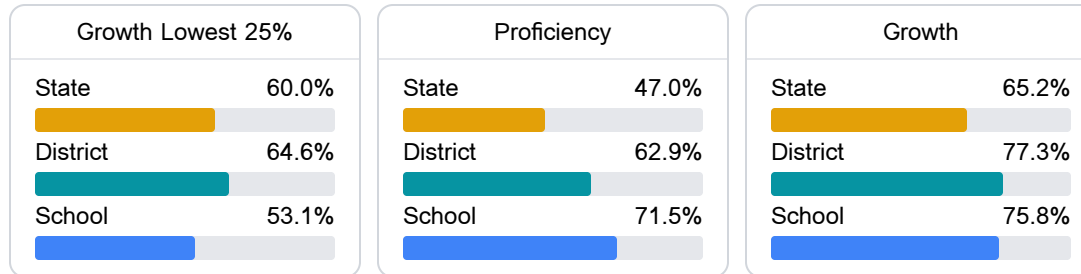 Growth Lowest 25%
State 60.0%
District 64.6%
School 53.1%
Proficiency
State 47.0%
District 62.9%
School 71.5%
Growth
State 65.2%
District 77.3%
School 75.8%